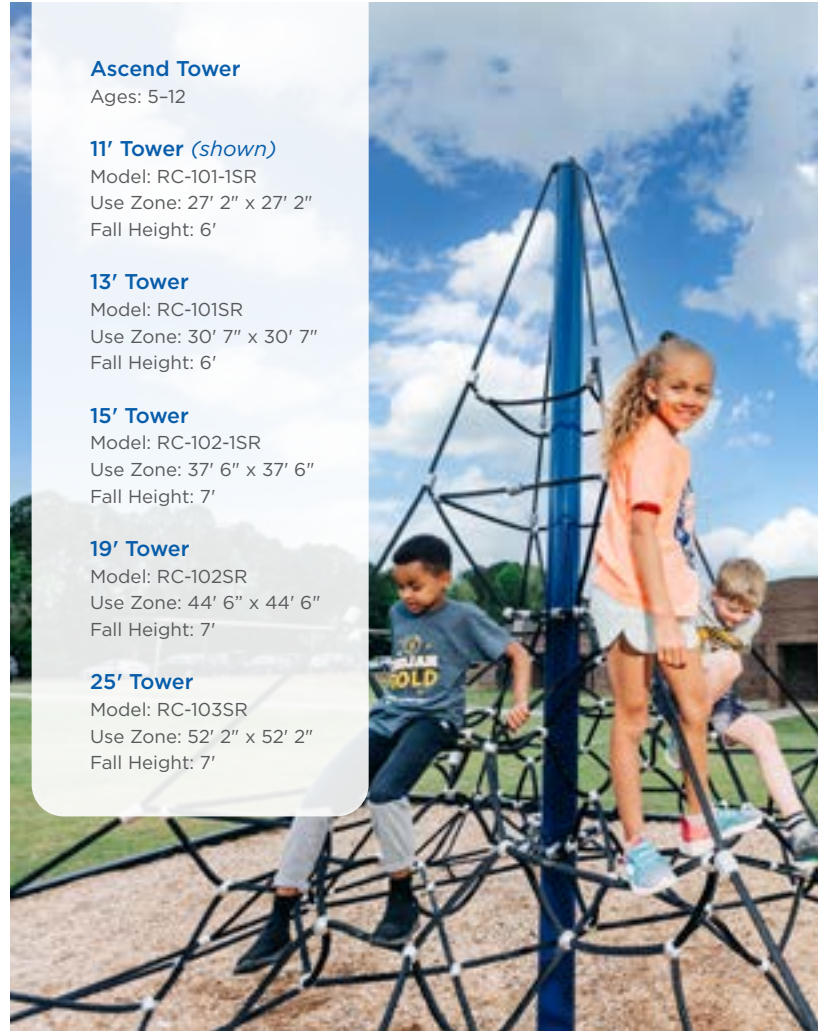 Ascend Tower
Ages: 5–12
11' Tower (shown)
Model: RC-101-1SR
Use Zone: 27' 2" x 27' 2"
Fall Height: 6'
13' Tower
Model: RC-101SR
Use Zone: 30' 7" x 30' 7"
Fall Height: 6'
15' Tower
Model: RC-102-1SR
Use Zone: 37' 6" x 37' 6"
Fall Height: 7'
19' Tower
Model: RC-102SR
Use Zone: 44' 6” x 44' 6"
Fall Height: 7'
25' Tower
Model: RC-103SR
Use Zone: 52' 2" x 52' 2"
Fall Height: 7'